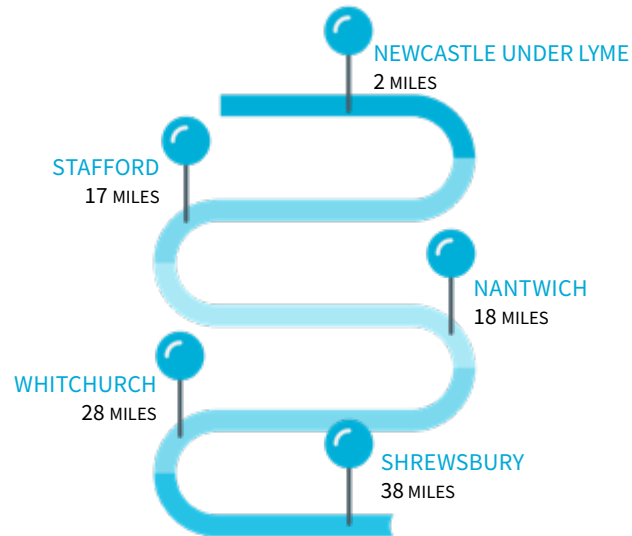 NEWCASTLE UNDER LYME
2 MILES
STAFFORD
17 MILES
NANTWICH
18 MILES
WHITCHURCH
28 MILES
SHREWSBURY
38 MILES